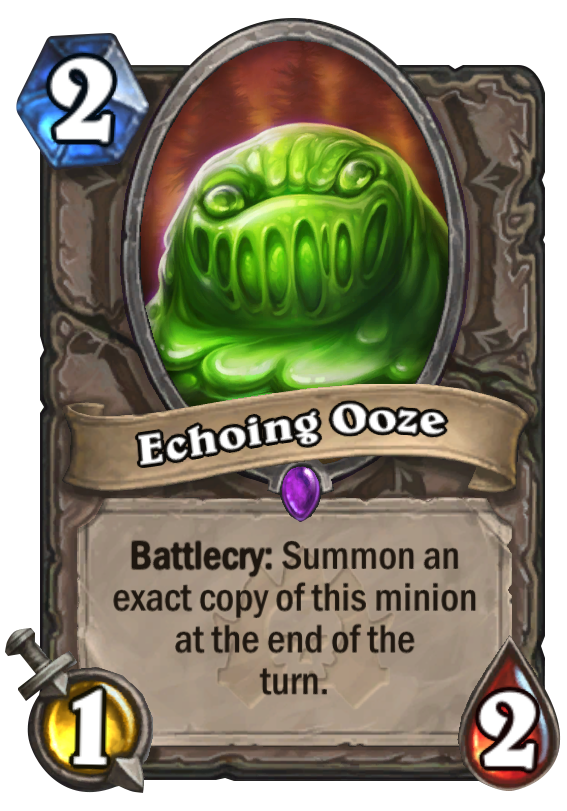 2
Echoing Ooze
Battlecry: Summon an
exact copy of this minion
at the end of the
turn.
1
2